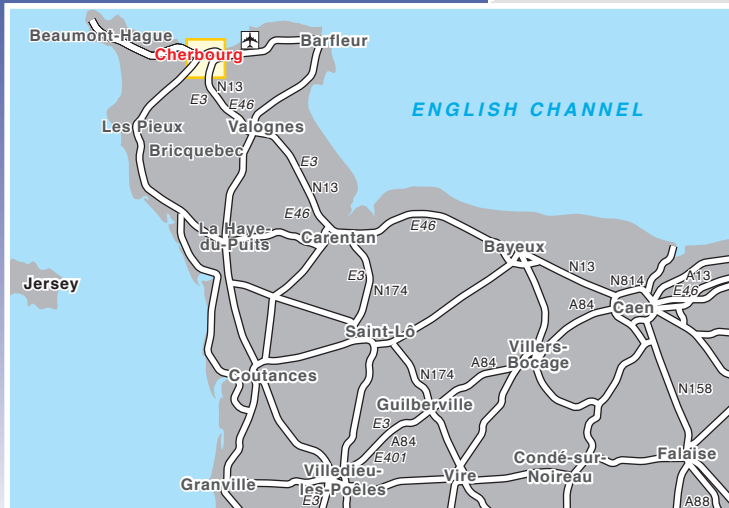 Beaumont-Hague
Barfleur
Cherbourg
N13
E3
E46
ENGLISH CHANNEL
Les Pieux
Valognes
Bricquebec
E3
N13
E46
E46
La Haye-
du-Puits
Carentan
Bayeux
N13
E3
N814
A13
E46
Jersey
N174
A84
Caen
Saint-Lô
Villers-
Bocage
A84
N174
Coutances
N158
Guilberville
E3
A84
E401
Condé-sur-
Noireau
Falaise
Villedieu-
les-Poêles
Vire
Granville
E3
A88